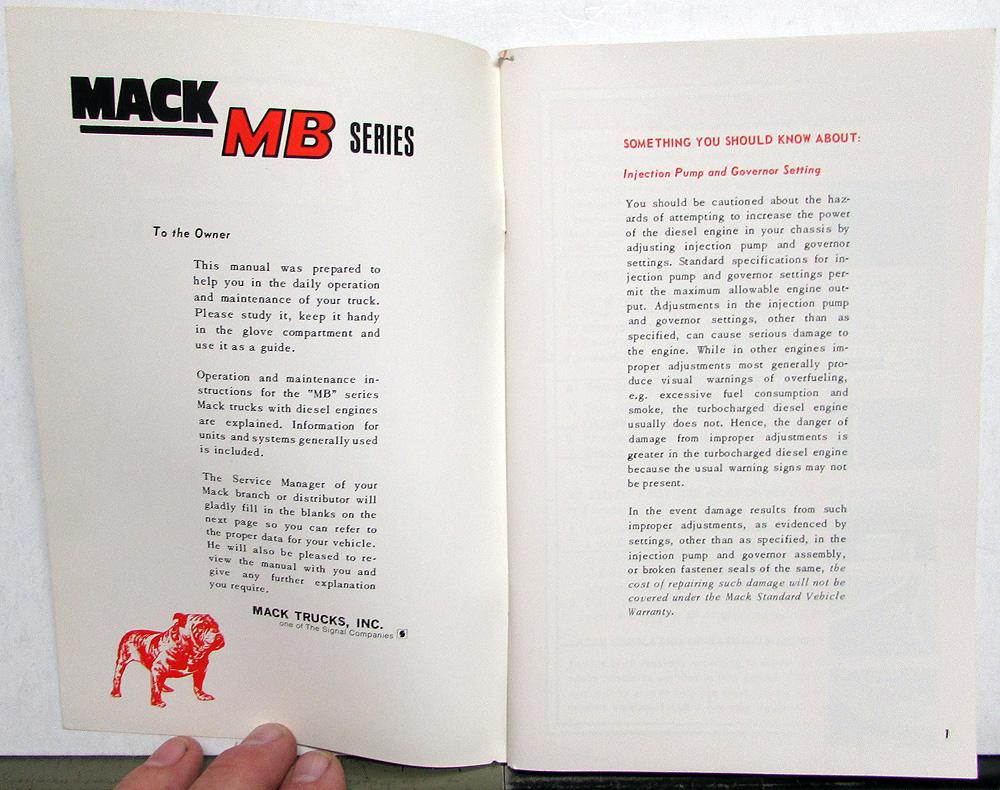 MACK MB SERIES
To the Owner
This manual was prepared to
help you in the daily operation
and maintenance of your truck.
Please study it, keep it handy
in the glove compartment and
use it as a guide.
Operation and maintenance in-
structions for the "MB" series
Mack trucks with diesel engines
are explained. Information for
units and systems generally used
is included.
The Service Manager of your
Mack branch or distributor will
gladly fill in the blanks on the
next page so you can refer to
the proper data for your vehicle.
He will also be pleased to re-
view the manual with you and
give any further explanation
you require.
MACK TRUCKS, INC.
one of The Signal Companies
SOMETHING YOU SHOULD KNOW ABOUT:
Injection Pump and Governor Setting
You should be cautioned about the haz-
ards of attempting to increase the power
of the diesel engine in your chassis by
adjusting injection pump and governor
settings. Standard specifications for in-
jection pump and governor settings per-
mit the maximum allowable engine out-
put. Adjustments in the injection pump
and governor settings, other than as
specified, can cause serious damage to
the engine. While in other engines im-
proper adjustments most generally pro-
duce visual warnings of overfueling,
e.g. excessive fuel consumption and
smoke, the turbocharged diesel engine
usually does not. Hence, the danger of
damage from improper adjustments is
greater in the turbocharged diesel engine
because the usual warning signs may not
be present.
In the event damage results from such
improper adjustments, as evidenced by
settings, other than as specified, in the
injection pump and governor assembly,
or broken fastener seals of the same, the
cost of repairing such damage will not be
covered under the Mack Standard Vehicle
Warranty.
1